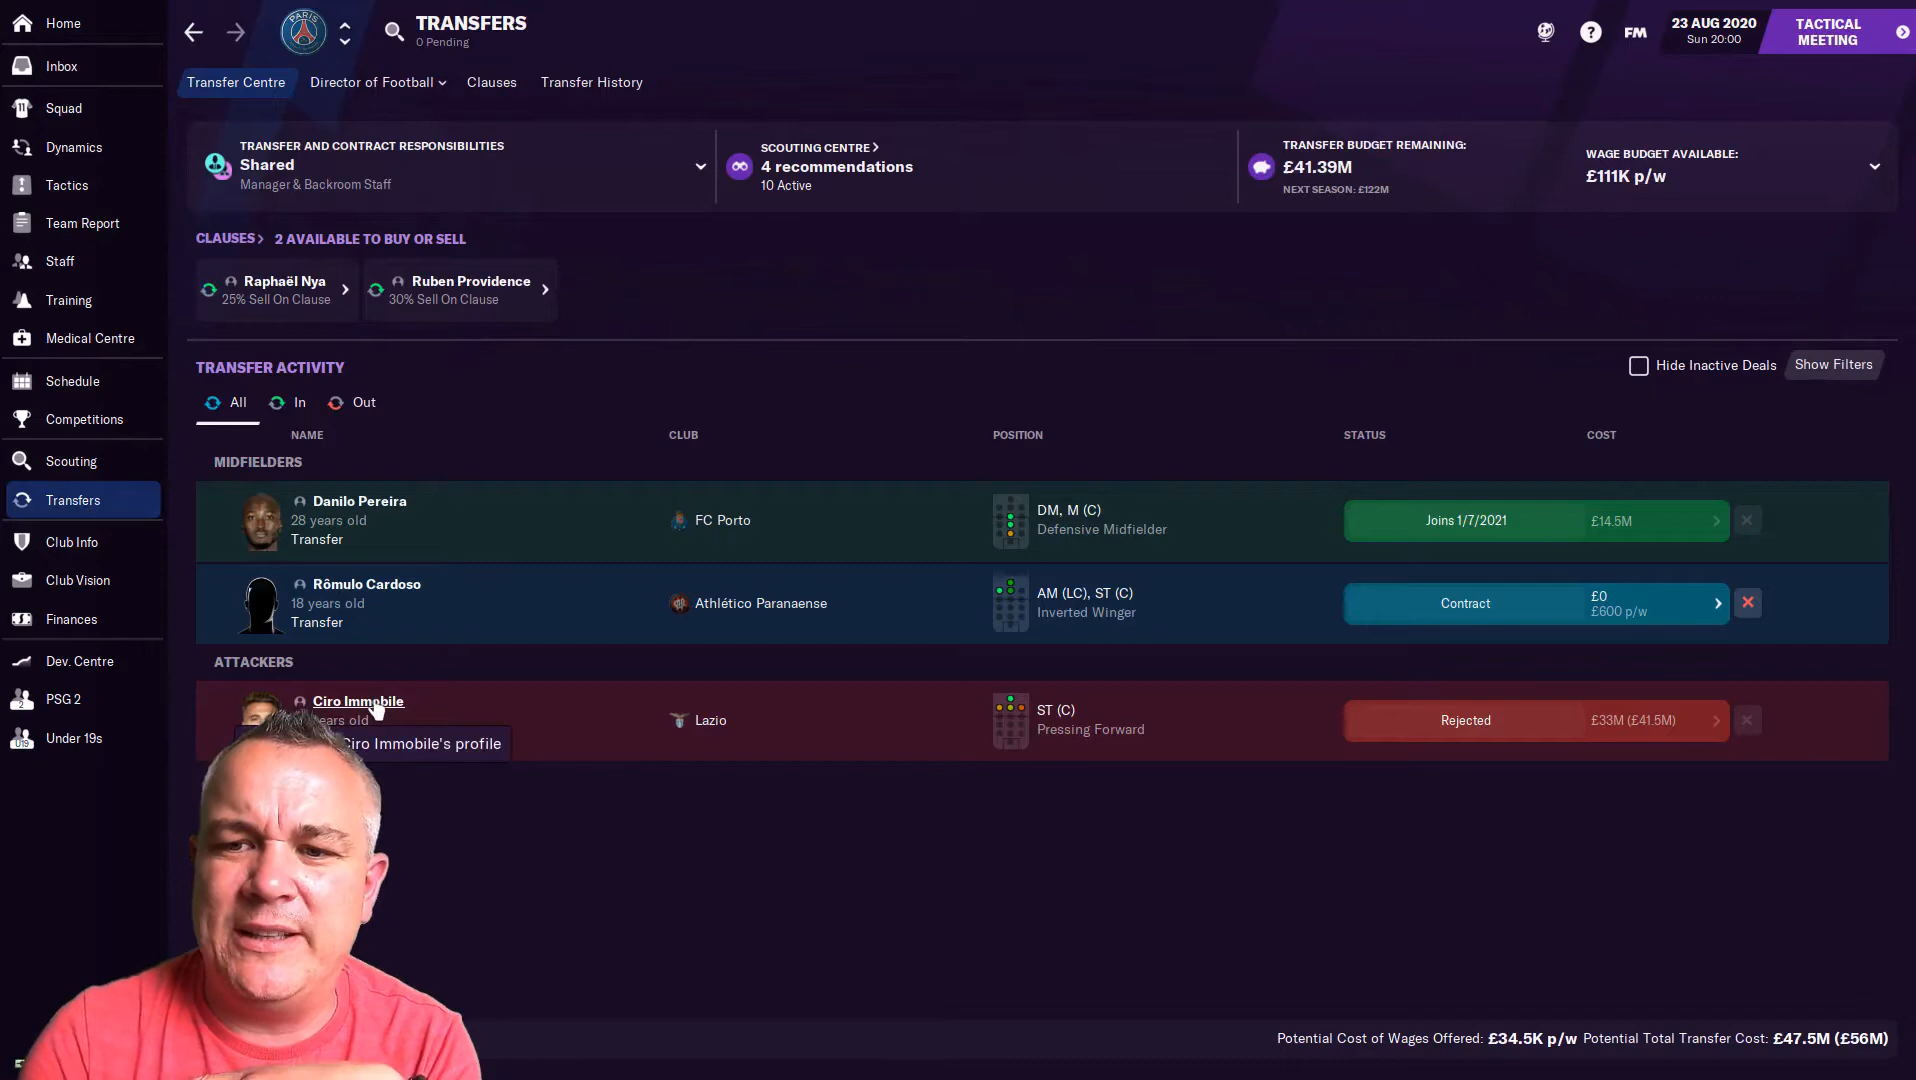 Home
Inbox
Squad
Dynamics
Tactics
Team Report
Staff
Training
Medical Centre
Schedule
Competitions
Scouting
Transfers
Club Info
Club Vision
Finances
Dev. Centre
PSG 2
Under 19s
PARIS
TRANSFERS
0 Pending
?
FM
23 AUG 2020
Sun 20:00
TACTICAL
MEETING
Transfer Centre
Director of Football
Clauses
Transfer History
TRANSFER AND CONTRACT RESPONSIBILITIES
Shared
Manager & Backroom Staff
SCOUTING CENTRE
4 recommendations
10 Active
TRANSFER BUDGET REMAINING:
£41.39M
NEXT SEASON: £122M
WAGE BUDGET AVAILABLE:
£111K p/w
CLAUSES 2 AVAILABLE TO BUY OR SELL
Raphaël Nya
25% Sell On Clause
Ruben Providence
30% Sell On Clause
TRANSFER ACTIVITY
Hide Inactive Deals
Show Filters
All
In
Out
NAME CLUB POSITION STATUS COST
MIDFIELDERS
Danilo Pereira
28 years old
Transfer
FC Porto
DM, M (C)
Defensive Midfielder
Joins 1/7/2021
£14.5M
Rômulo Cardoso
18 years old
Transfer
Athlético Paranaense
AM (LC), ST (C)
Inverted Winger
Contract
£0
£600 p/w
ATTACKERS
Ciro Immobile
years old
Ciro Immobile's profile
Lazio
ST (C)
Pressing Forward
Rejected
£33M (£41.5M)
Potential Cost of Wages Offered: £34.5K p/w Potential Total Transfer Cost: £47.5M (£56M)